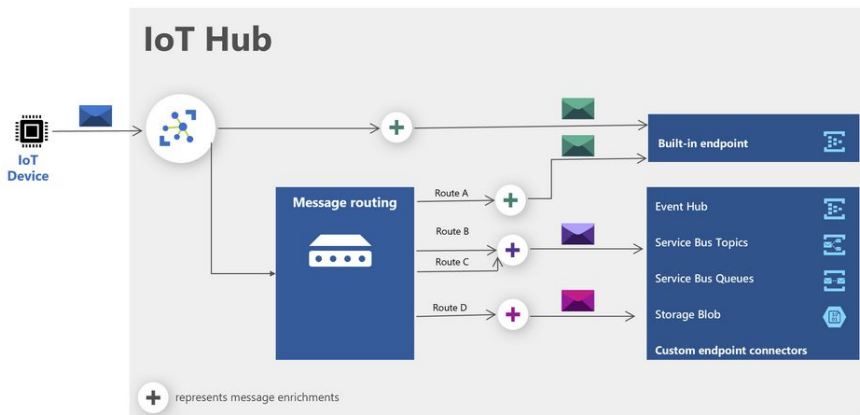 IoT Hub
IoT
Device
Built-in endpoint
Message routing
Route A
Route B
Route C
Route D
Event Hub
Service Bus Topics
Service Bus Queues
Storage Blob
Custom endpoint connectors
represents message enrichments